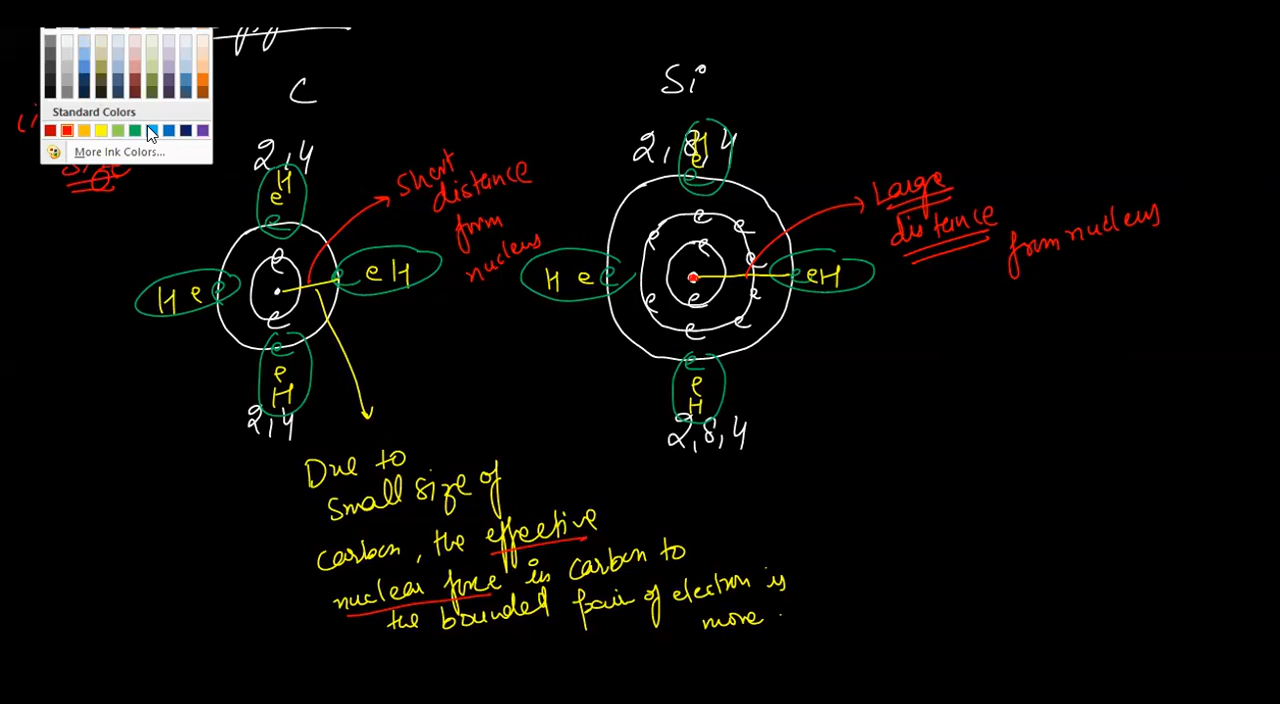 C
Si
Standard Colors
More Ink Colors...
size
2,4
2,8,4
H
e
e
H
e
e
Short
distance
from
nucleus
Large
distance
from nucleus
e
e
e
e
e
e
e
e
e
e
e
e
H e e
e e H
H e e
e e H
e
e
H
e
e
H
2,4
2,8,4
Due to
small size of
carbon, the effective
nuclear force in carbon to
the bounded pair of electron is
more.